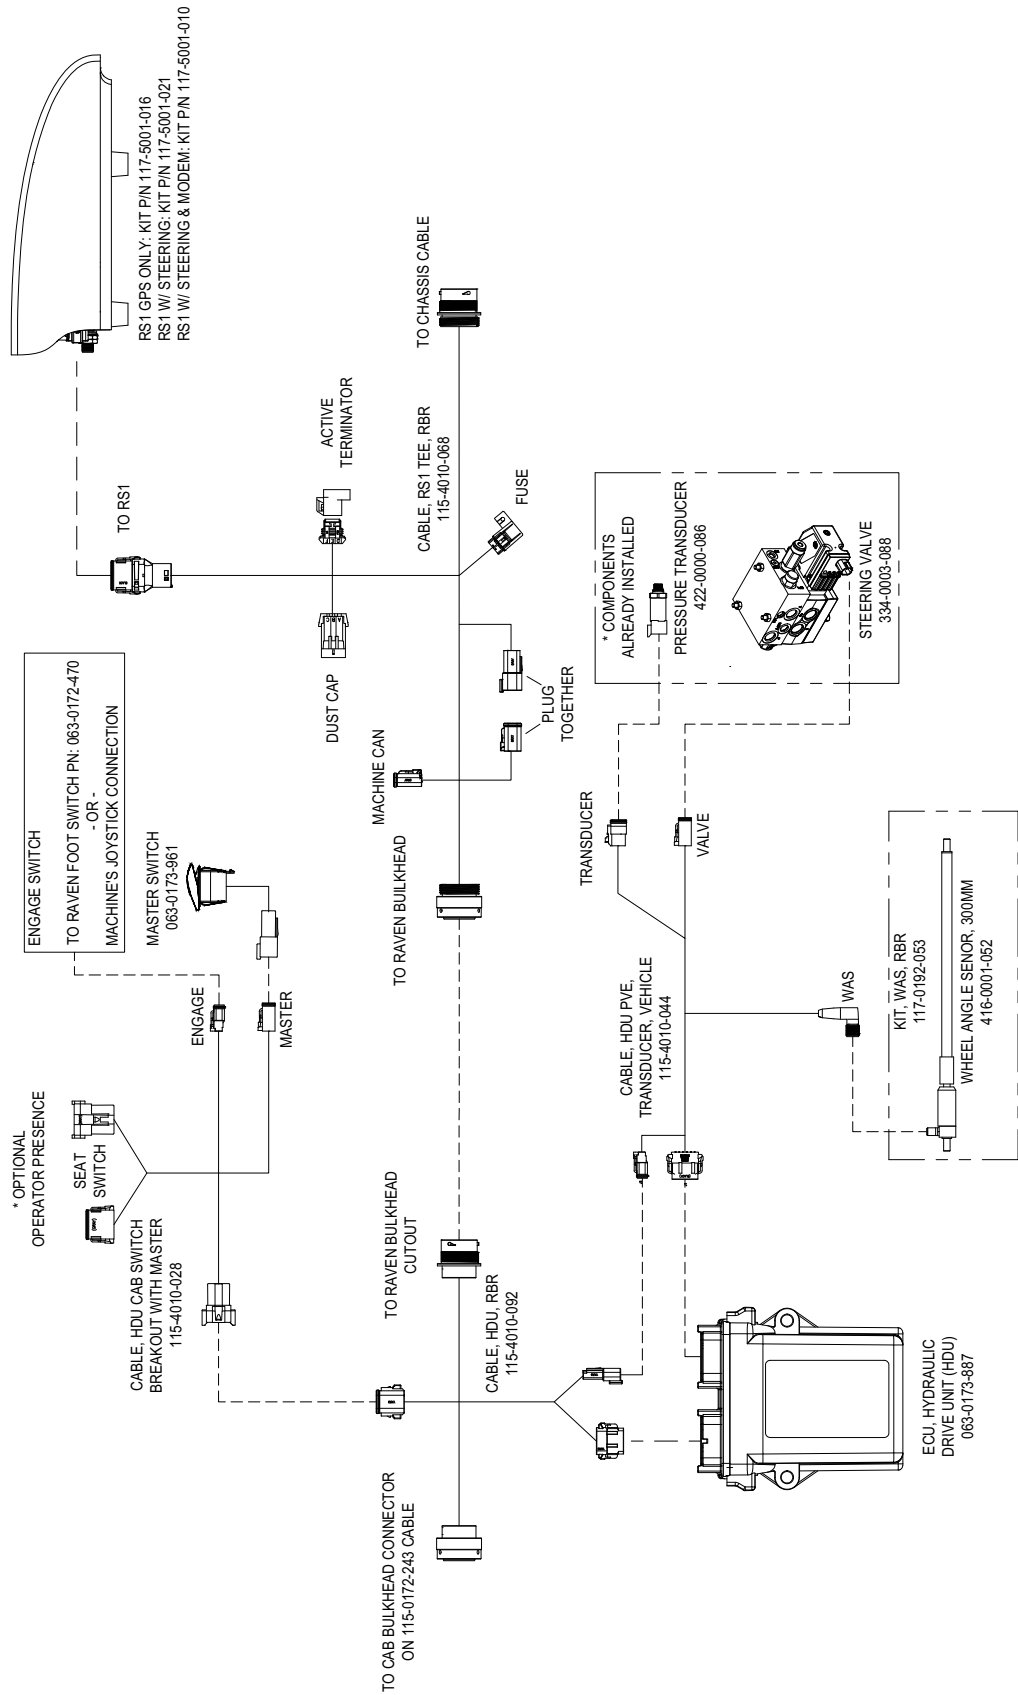 RS1 GPS ONLY: KIT P/N 117-5001-016
RS1 W/ STEERING: KIT P/N 117-5001-021
RS1 W/ STEERING & MODEM: KIT P/N 117-5001-010
TO RS1
ACTIVE
TERMINATOR
DUST CAP
TO CHASSIS CABLE
CABLE, RS1 TEE, RBR
115-4010-068
FUSE
PLUG
TOGETHER
MACHINE CAN
TO RAVEN BUILKHEAD
ENGAGE SWITCH
TO RAVEN FOOT SWITCH PN: 063-0172-470
- OR -
MACHINE'S JOYSTICK CONNECTION
MASTER SWITCH
063-0173-961
ENGAGE
MASTER
* OPTIONAL
OPERATOR PRESENCE
SEAT
SWITCH
CABLE, HDU CAB SWITCH
BREAKOUT WITH MASTER
115-4010-028
TO RAVEN BULKHEAD
CUTOUT
CABLE, HDU, RBR
115-4010-092
TO CAB BULKHEAD CONNECTOR
ON 115-0172-243 CABLE
* COMPONENTS
ALREADY INSTALLED
PRESSURE TRANSDUCER
422-0000-086
STEERING VALVE
334-0003-088
TRANSDUCER
VALVE
CABLE, HDU PVE,
TRANSDUCER, VEHICLE
115-4010-044
WAS
KIT, WAS, RBR
117-0192-053
WHEEL ANGLE SENOR, 300MM
416-0001-052
ECU, HYDRAULIC
DRIVE UNIT (HDU)
063-0173-887